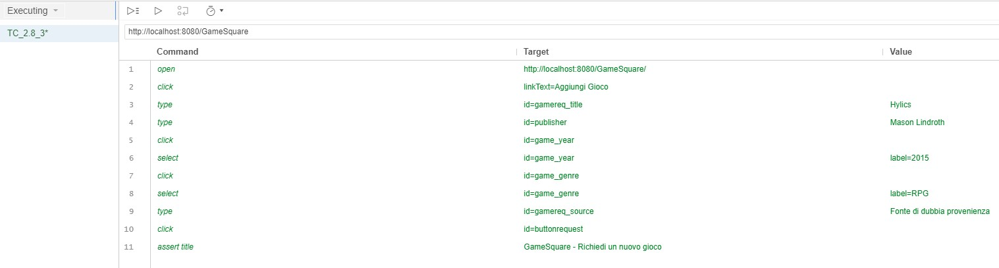 Executing
TC_2.8_3*
http://localhost:8080/GameSquare
Command Target Value
1 open http://localhost:8080/GameSquare/
2 click linkText=Aggiungi Gioco
3 type id=gamereq_title Hylics
4 type id=publisher Mason Lindroth
5 click id=game_year
6 select id=game_year label=2015
7 click id=game_genre
8 select id=game_genre label=RPG
9 type id=gamereq_source Fonte di dubbia provenienza
10 click id=buttonrequest
11 assert title GameSquare - Richiedi un nuovo gioco